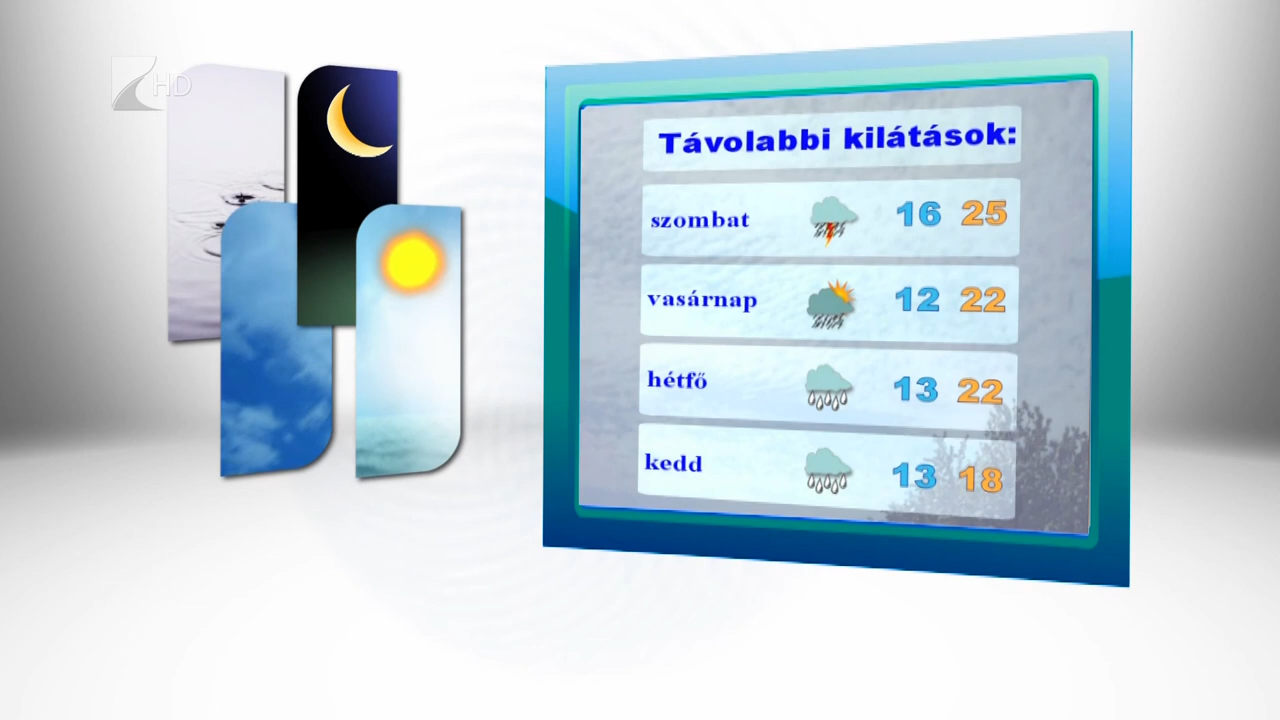 HD
Távolabbi kilátások:
szombat 16 25
vasárnap 12 22
hétfő 13 22
kedd 13 18